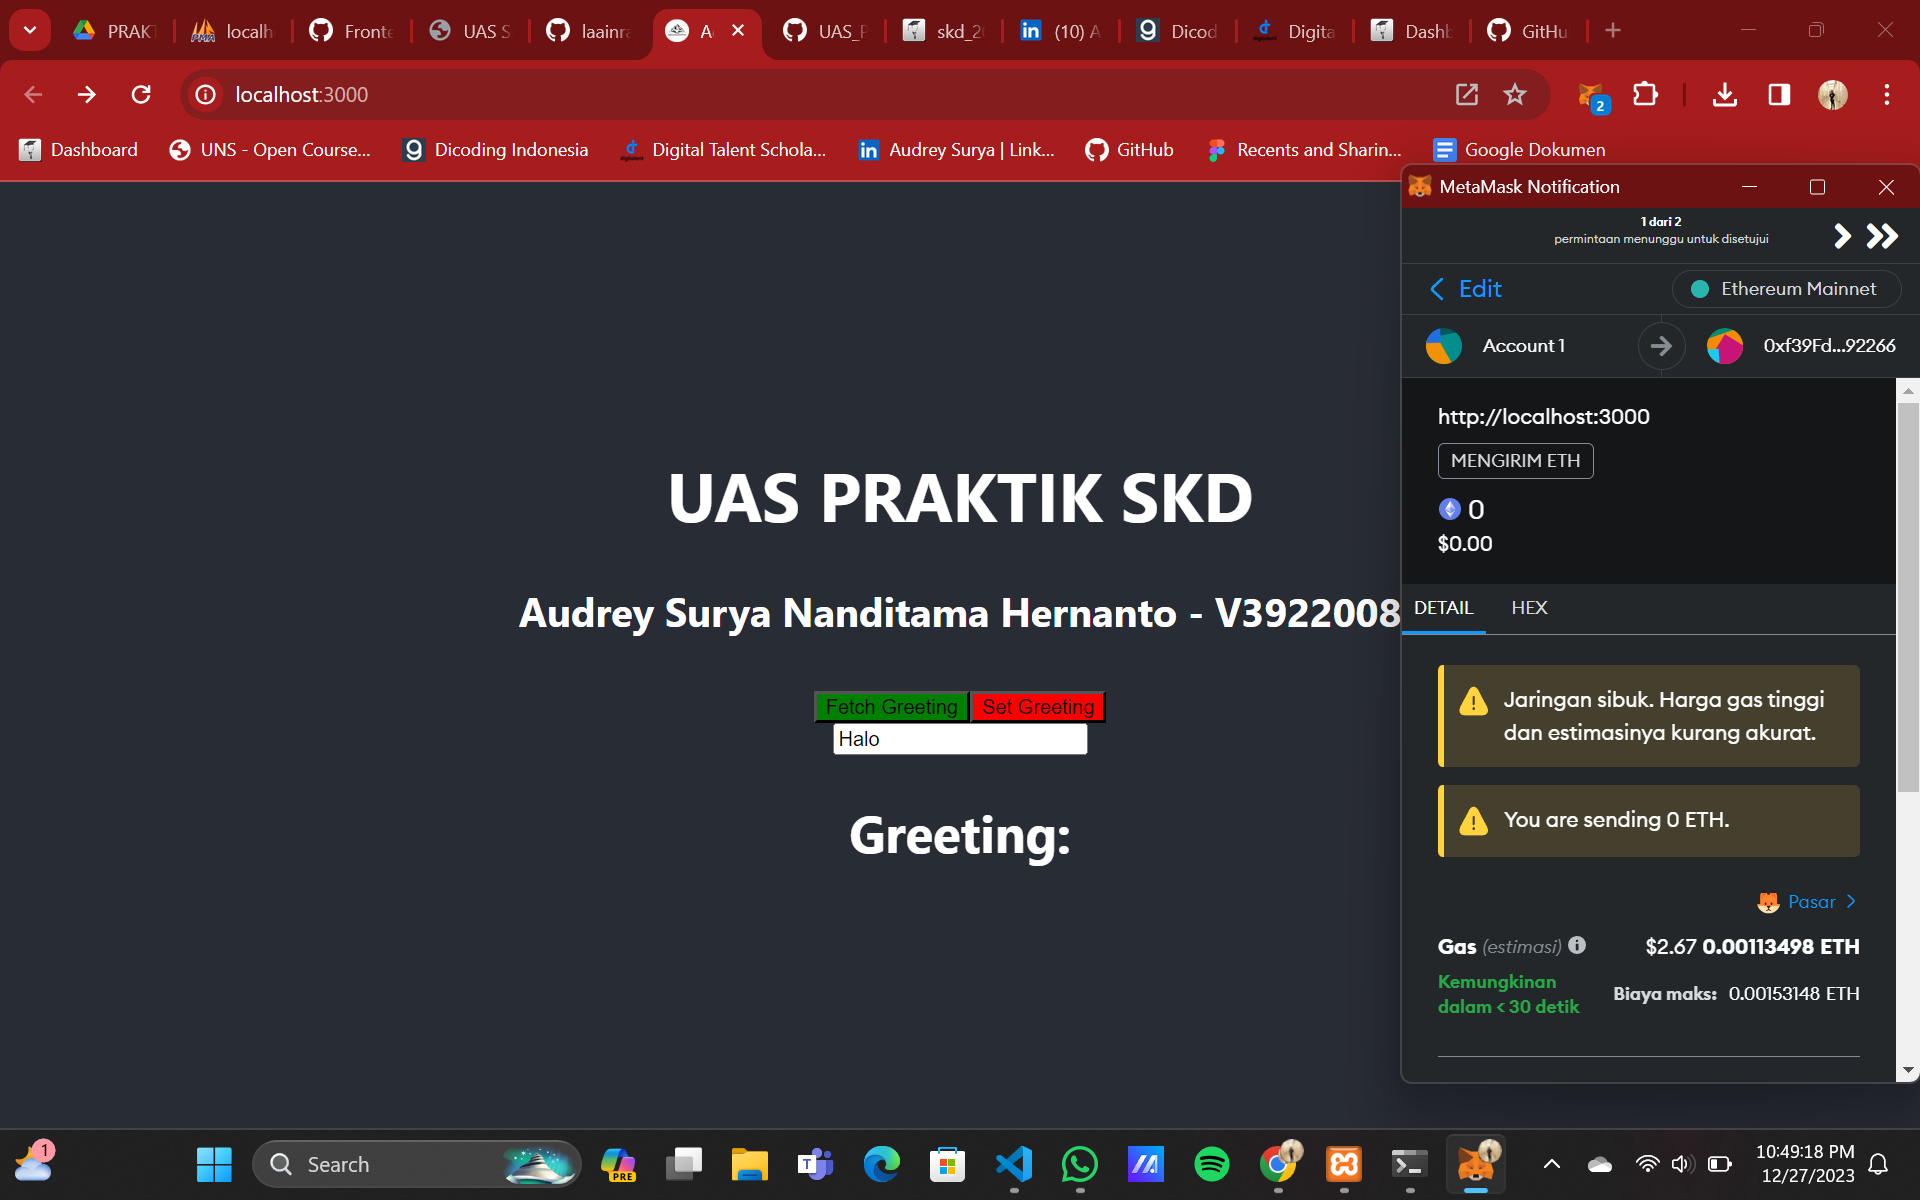 PRAKT
localh
Fronte
UAS S
laainra
A
UAS_P
skd_20
(10) A
Dicod
Digita
Dashb
GitHu
localhost:3000
2
Dashboard
UNS - Open Course...
Dicoding Indonesia
Digital Talent Schola...
Audrey Surya | Link...
GitHub
Recents and Sharin...
Google Dokumen
MetaMask Notification
1 dari 2
permintaan menunggu untuk disetujui
Edit
Ethereum Mainnet
Account 1
0xf39Fd...92266
http://localhost:3000
MENGIRIM ETH
0
$0.00
DETAIL
HEX
Jaringan sibuk. Harga gas tinggi
dan estimasinya kurang akurat.
You are sending 0 ETH.
Pasar
Gas (estimasi)
$2.67 0.00113498 ETH
Kemungkinan
dalam < 30 detik
Biaya maks: 0.00153148 ETH
UAS PRAKTIK SKD
Audrey Surya Nanditama Hernanto - V3922008
Fetch Greeting
Set Greeting
Halo
Greeting:
1
Search
PRE
10:49:18 PM
12/27/2023